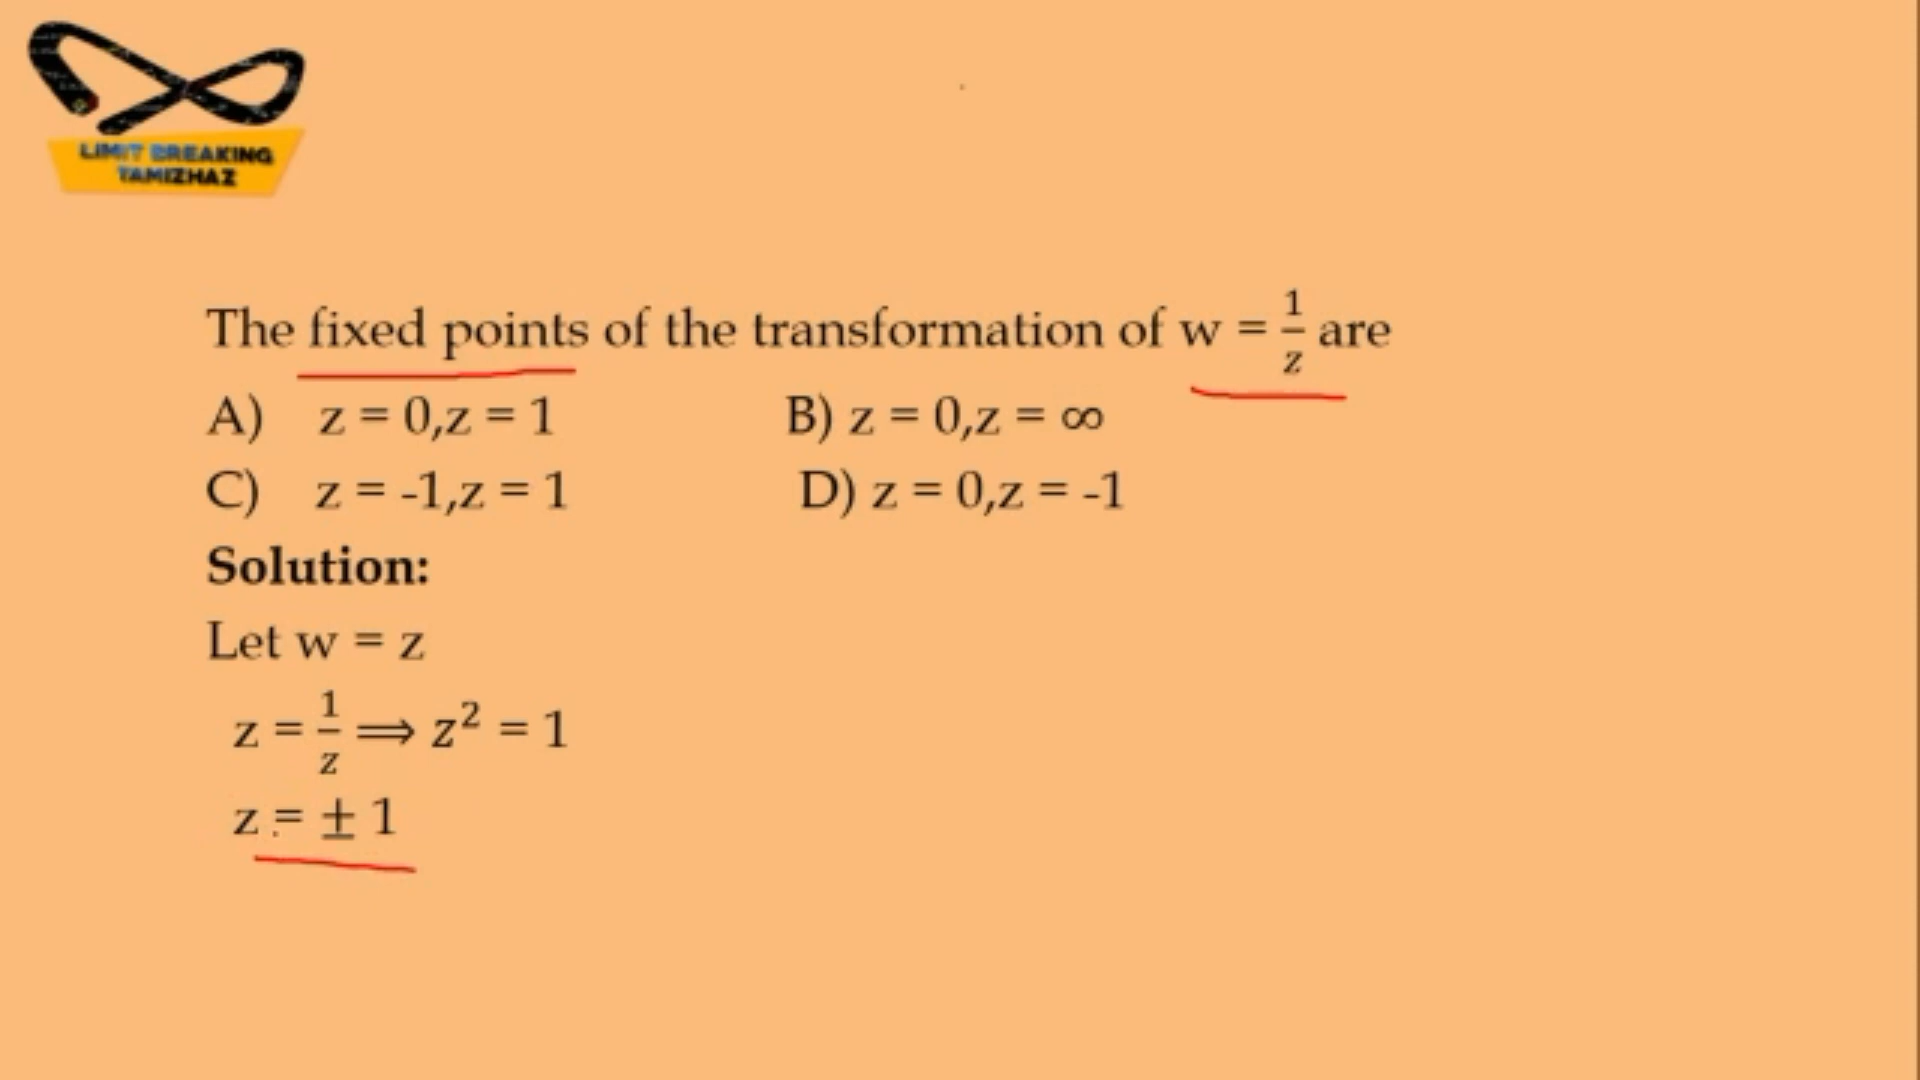 LIMIT BREAKING
TAMIZHAZ
The fixed points of the transformation of w = 1/z are
A) z = 0,z = 1 B) z = 0,z = ∞
C) z = -1,z = 1 D) z = 0,z = -1
Solution:
Let w = z
z = 1/z ⟹ z² = 1
z = ± 1